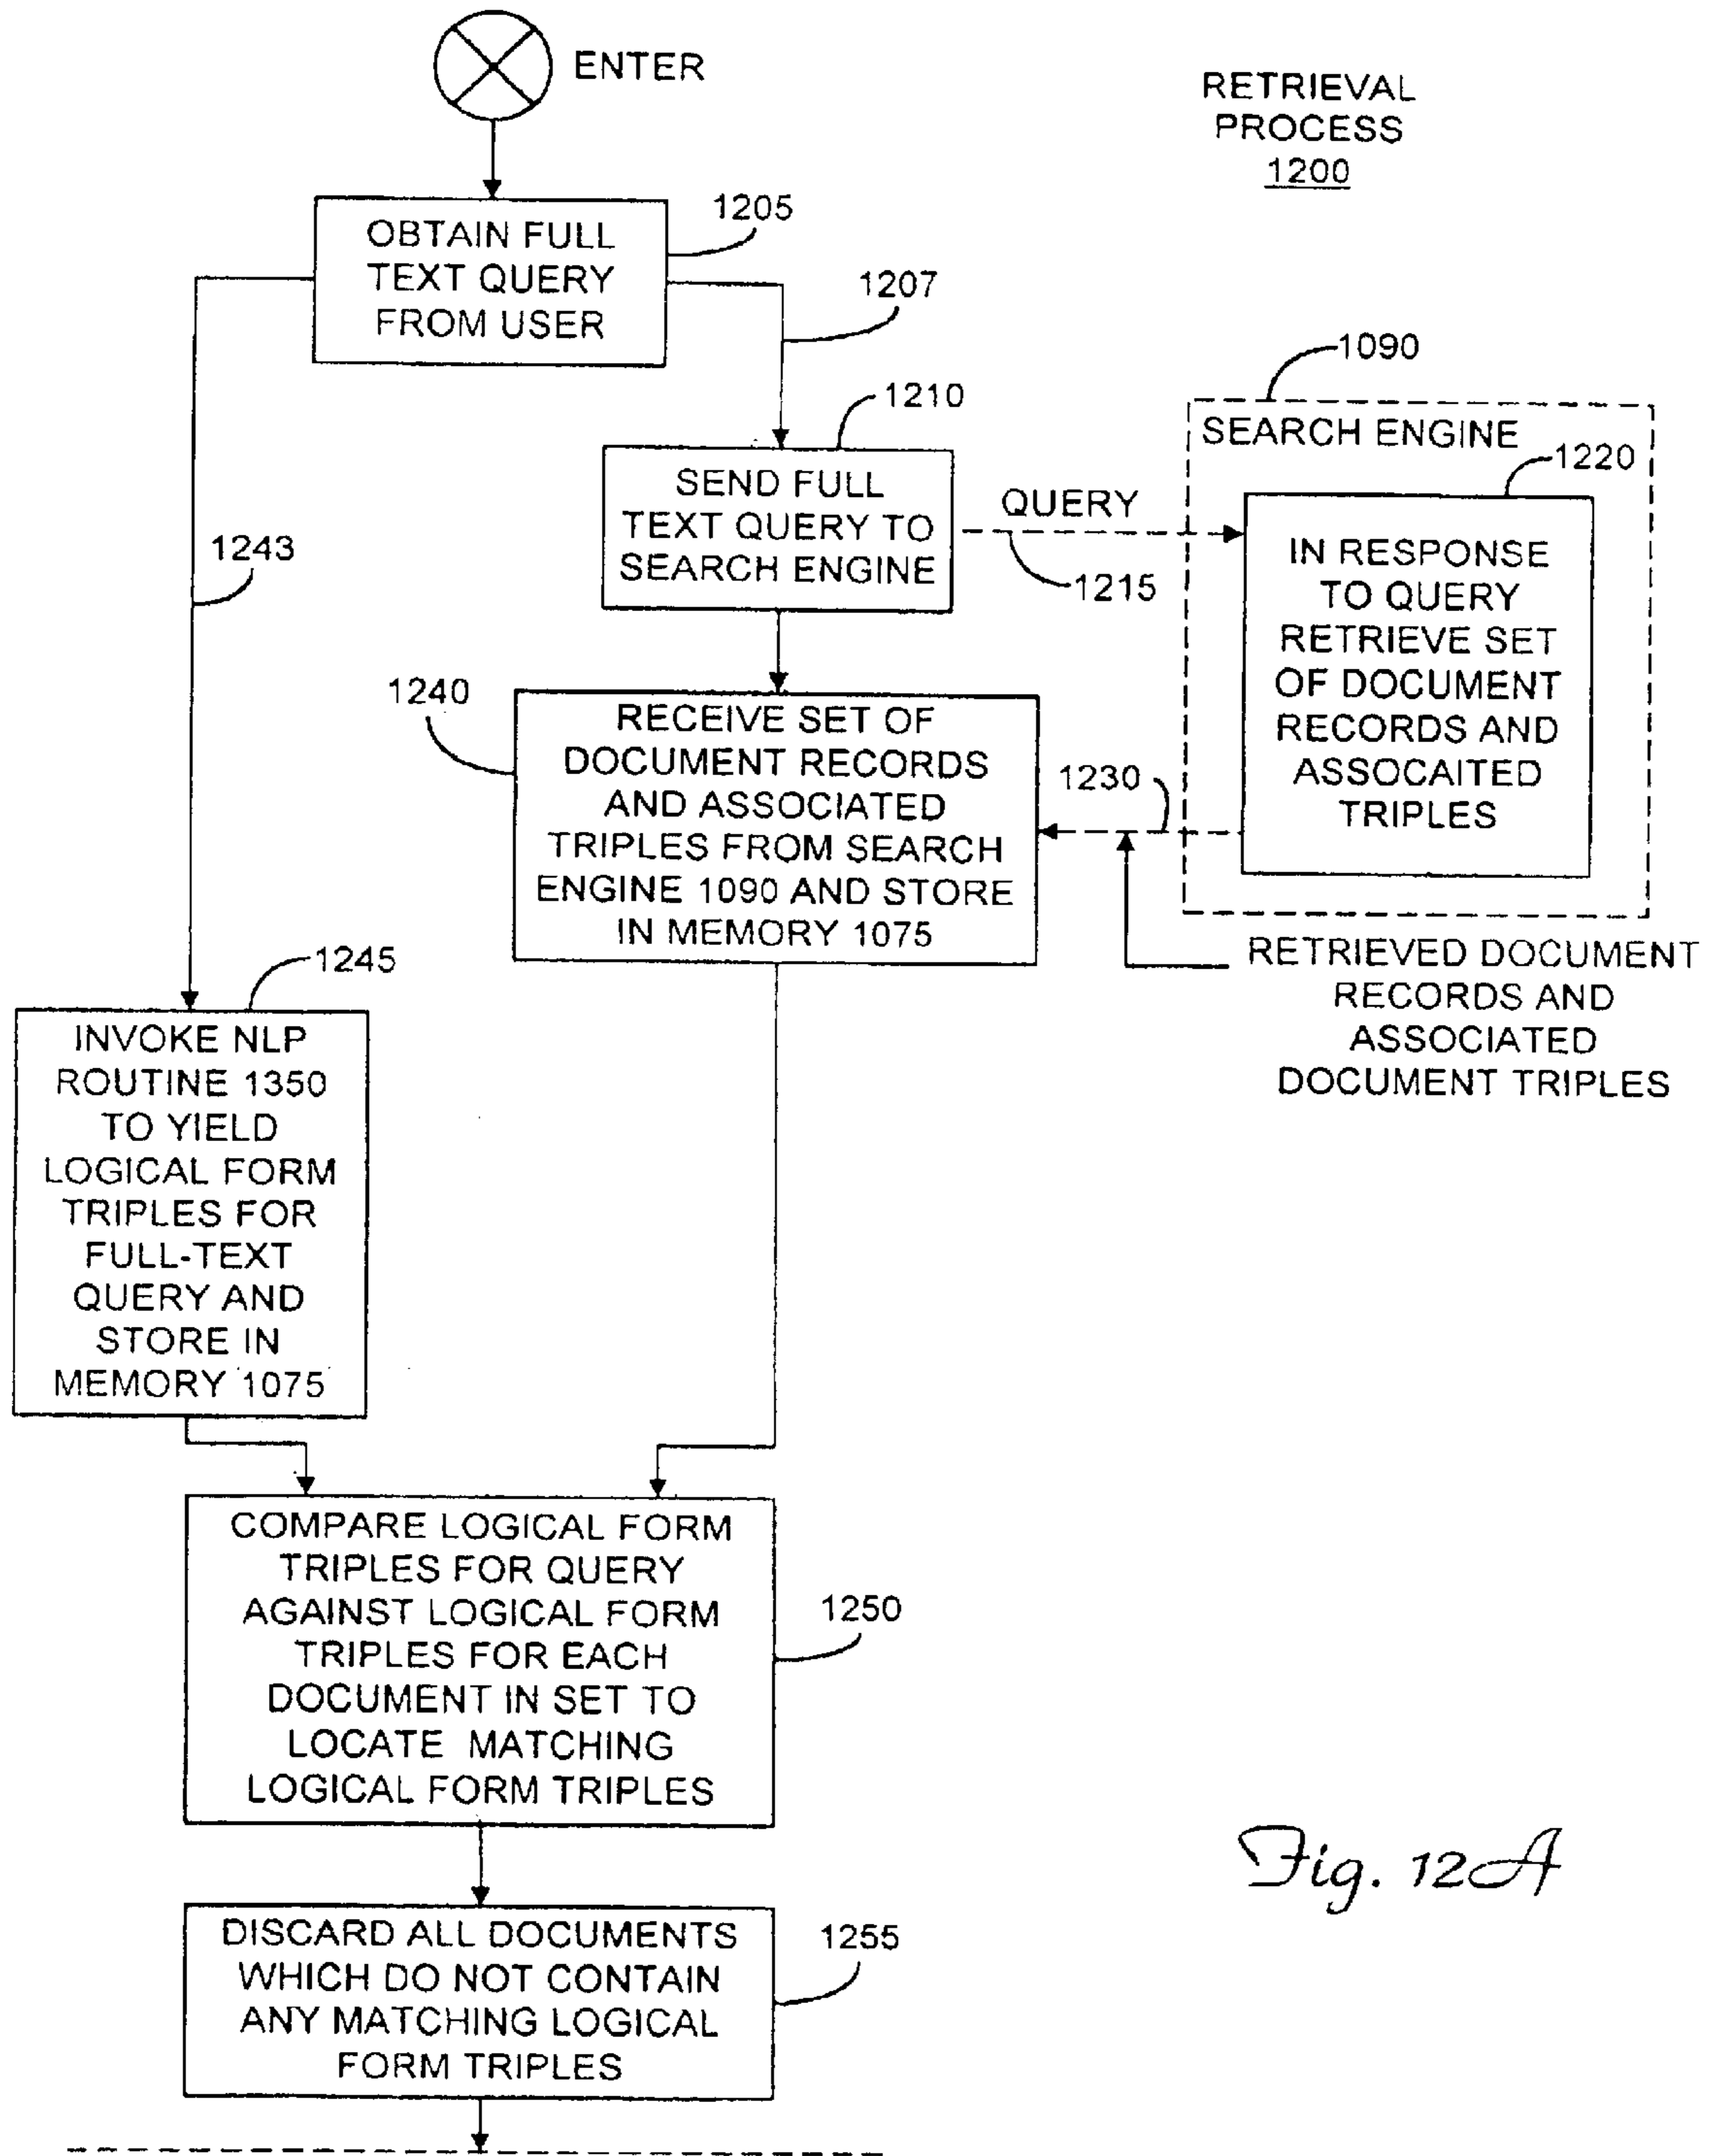 ENTER
RETRIEVAL
PROCESS
1200
OBTAIN FULL
TEXT QUERY
FROM USER
1205
1207
1210
SEND FULL
TEXT QUERY TO
SEARCH ENGINE
QUERY
1215
1090
SEARCH ENGINE
1220
IN RESPONSE
TO QUERY
RETRIEVE SET
OF DOCUMENT
RECORDS AND
ASSOCAITED
TRIPLES
1243
1240
RECEIVE SET OF
DOCUMENT RECORDS
AND ASSOCIATED
TRIPLES FROM SEARCH
ENGINE 1090 AND STORE
IN MEMORY 1075
1230
RETRIEVED DOCUMENT
RECORDS AND
ASSOCIATED
DOCUMENT TRIPLES
1245
INVOKE NLP
ROUTINE 1350
TO YIELD
LOGICAL FORM
TRIPLES FOR
FULL-TEXT
QUERY AND
STORE IN
MEMORY 1075
COMPARE LOGICAL FORM
TRIPLES FOR QUERY
AGAINST LOGICAL FORM
TRIPLES FOR EACH
DOCUMENT IN SET TO
LOCATE MATCHING
LOGICAL FORM TRIPLES
1250
DISCARD ALL DOCUMENTS
WHICH DO NOT CONTAIN
ANY MATCHING LOGICAL
FORM TRIPLES
1255
Fig. 12A